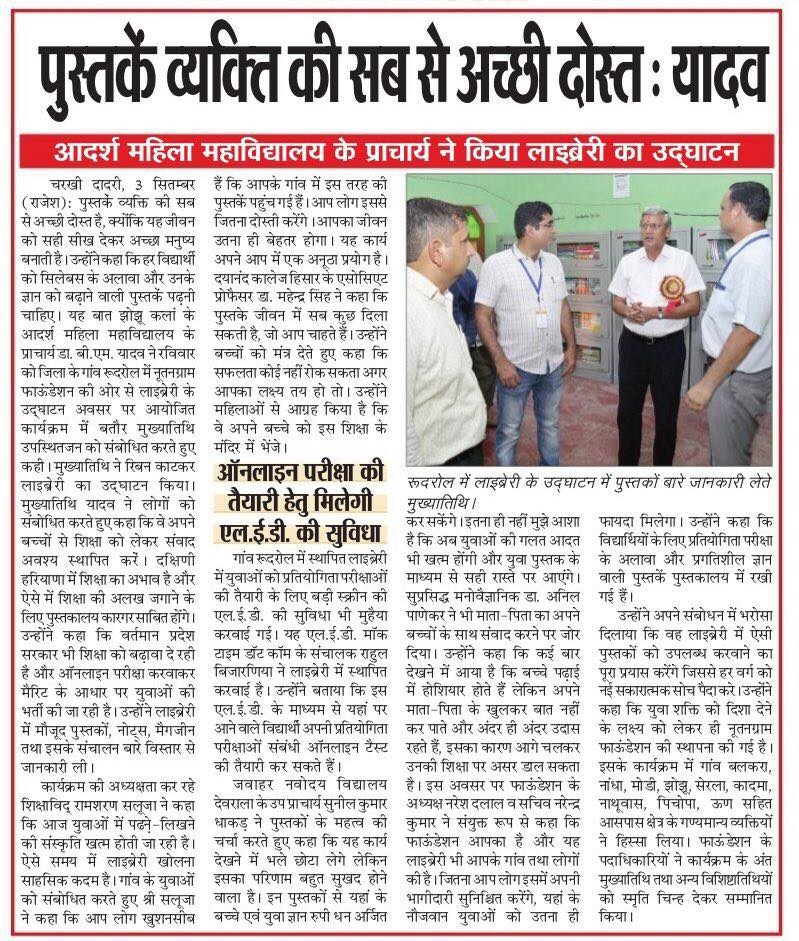 पुस्तकें व्यक्ति की सब से अच्छी दोस्त : यादव
आदर्श महिला महाविद्यालय के प्राचार्य ने किया लाइब्रेरी का उद्घाटन
चरखी दादरी, 3 सितम्बर
(राजेश): पुस्तकें व्यक्ति की सब
से अच्छी दोस्त है, क्योंकि यह जीवन
को सही सीख देकर अच्छा मनुष्य
बनाती है। उन्होंने कहा कि हर विद्यार्थी
को सिलेबस के अलावा और उनके
ज्ञान को बढ़ाने वाली पुस्तकें पढ़नी
चाहिए। यह बात झोझू कलां के
आदर्श महिला महाविद्यालय के
प्राचार्य डा. बी.एम. यादव ने रविवार
को जिला के गांव रूदरोल में नूतनग्राम
फाऊंडेशन की ओर से लाइब्रेरी के
उद्घाटन अवसर पर आयोजित
कार्यक्रम में बतौर मुख्यातिथि
उपस्थितजन को संबोधित करते हुए
कही। मुख्यातिथि ने रिबन काटकर
लाइब्रेरी का उद्घाटन किया।
मुख्यातिथि यादव ने लोगों को
संबोधित करते हुए कहा कि वे अपने
बच्चों से शिक्षा को लेकर संवाद
अवश्य स्थापित करें। दक्षिणी
हरियाणा में शिक्षा का अभाव है और
ऐसे में शिक्षा की अलख जगाने के
लिए पुस्तकालय कारगर साबित होंगे।
उन्होंने कहा कि वर्तमान प्रदेश
सरकार भी शिक्षा को बढ़ावा दे रही
है और ऑनलाइन परीक्षा करवाकर
मैरिट के आधार पर युवाओं की
भर्ती की जा रही है। उन्होंने लाइब्रेरी
में मौजूद पुस्तकों, नोट्स, मैगजीन
तथा इसके संचालन बारे विस्तार से
जानकारी ली।
कार्यक्रम की अध्यक्षता कर रहे
शिक्षाविद् रामशरण सलूजा ने कहा
कि आज युवाओं में पढने-लिखने
की संस्कृति खत्म होती जा रही है।
ऐसे समय में लाइब्रेरी खोलना
साहसिक कदम है। गांव के युवाओं
को संबोधित करते हुए श्री सलूजा
ने कहा कि आप लोग खुशनसीब
हैं कि आपके गांव में इस तरह की
पुस्तकें पहुंच गई हैं। आप लोग इससे
जितना दोस्ती करेंगे। आपका जीवन
उतना ही बेहतर होगा। यह कार्य
अपने आप में एक अनूठा प्रयोग है।
दयानंद कालेज हिसार के एसोसिएट
प्रोफैसर डा. महेन्द्र सिंह ने कहा कि
पुस्तकें जीवन में सब कुछ दिला
सकती है, जो आप चाहते हैं। उन्होंने
बच्चों को मंत्र देते हुए कहा कि
सफलता कोई नहीं रोक सकता अगर
आपका लक्ष्य तय हो तो। उन्होंने
महिलाओं से आग्रह किया है कि
वे अपने बच्चे को इस शिक्षा के
मंदिर में भेंजे।
ऑनलाइन परीक्षा की
तैयारी हेतु मिलेगी
एल.ई.डी. की सुविधा
गांव रूदरोल में स्थापित लाइब्रेरी
में युवाओं को प्रतियोगिता परीक्षाओं
की तैयारी के लिए बड़ी स्क्रीन की
एल.ई.डी. की सुविधा भी मुहैया
करवाई गई। यह एल.ई.डी. मॉक
टाइम डॉट कॉम के संचालक राहुल
बिजारणिया ने लाइब्रेरी में स्थापित
करवाई है। उन्होंने बताया कि इस
एल.ई.डी. के माध्यम से यहां पर
आने वाले विद्यार्थी अपनी प्रतियोगिता
परीक्षाओं संबंधी ऑनलाइन टैस्ट
की तैयारी कर सकते हैं।
जवाहर नवोदय विद्यालय
देवराला के उप प्राचार्य सुनील कुमार
धाकड़ ने पुस्तकों के महत्व की
चर्चा करते हुए कहा कि यह कार्य
देखने में भले छोटा लगे लेकिन
इसका परिणाम बहुत सुखद होने
वाला है। इन पुस्तकों से यहां के
बच्चे एवं युवा ज्ञान रुपी धन अर्जित
रूदरोल में लाइब्रेरी के उद्घाटन में पुस्तकों बारे जानकारी लेते
मुख्यातिथि।
कर सकेंगे। इतना ही नहीं मुझे आशा
है कि अब युवाओं की गलत आदत
भी खत्म होंगी और युवा पुस्तक के
माध्यम से सही रास्ते पर आएंगे।
सुप्रसिद्ध मनोवैज्ञानिक डा. अनिल
पाणेकर ने भी माता-पिता का अपने
बच्चों के साथ संवाद करने पर जोर
दिया। उन्होंने कहा कि कई बार
देखने में आया है कि बच्चे पढ़ाई
में होशियार होते हैं लेकिन अपने
माता-पिता के खुलकर बात नहीं
कर पाते और अंदर ही अंदर उदास
रहते हैं, इसका कारण आगे चलकर
उनकी शिक्षा पर असर डाल सकता
है। इस अवसर पर फाऊंडेशन के
अध्यक्ष नरेश दलाल व सचिव नरेन्द्र
कुमार ने संयुक्त रूप से कहा कि
फाऊंडेशन आपका है और यह
लाइब्रेरी भी आपके गांव तथा लोगों
की है। जितना आप लोग इसमें अपनी
भागीदारी सुनिश्चित करेंगे, यहां के
नौजवान युवाओं को उतना ही
फायदा मिलेगा। उन्होंने कहा कि
विद्यार्थियों के लिए प्रतियोगिता परीक्षा
के अलावा और प्रगतिशील ज्ञान
वाली पुस्तकें पुस्तकालय में रखी
गई हैं।
उन्होंने अपने संबोधन में भरोसा
दिलाया कि वह लाइब्रेरी में ऐसी
पुस्तकों को उपलब्ध करवाने का
पूरा प्रयास करेंगे जिससे हर वर्ग को
नई सकारात्मक सोच पैदा करे। उन्होंने
कहा कि युवा शक्ति को दिशा देने
के लक्ष्य को लेकर ही नूतनग्राम
फाऊंडेशन की स्थापना की गई है।
इसके कार्यक्रम में गांव बलकरा,
नांधा, मोडी, झोझू, सेरला, कादमा,
नाथूवास, पिचोपा, ऊण सहित
आसपास क्षेत्र के गण्यमान्य व्यक्तियों
ने हिस्सा लिया। फाऊंडेशन के
पदाधिकारियों ने कार्यक्रम के अंत
मुख्यातिथि तथा अन्य विशिष्ठातिथियों
को स्मृति चिन्ह देकर सम्मानित
किया।